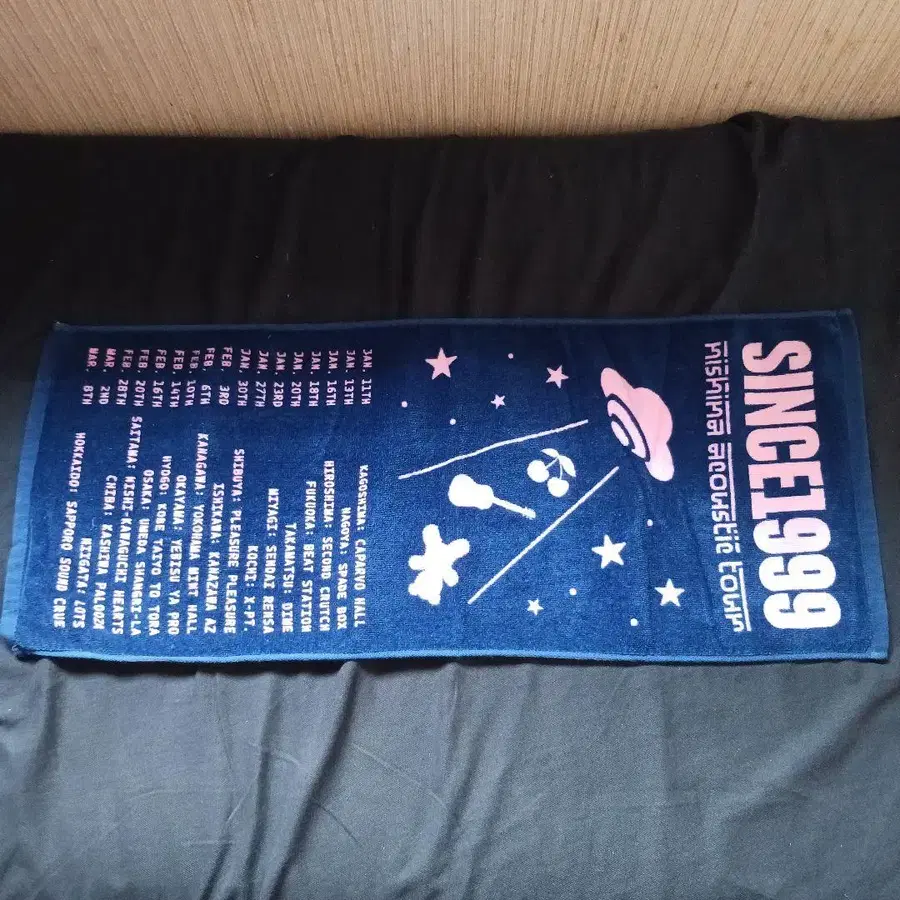 SINCE1999
nishina acoustic tour
JAN. 11TH KAGOSHIMA: CAPARVO HALL
JAN. 13TH NAGOYA: SPADE BOX
JAN. 16TH HIROSHIMA: SECOND CRUTCH
JAN. 18TH FUKUOKA: BEAT STATION
JAN. 20TH TAKAMATSU: DIME
JAN. 23RD MIYAGI: SENDAI RENSA
JAN. 27TH KOCHI: X-PT.
JAN. 30TH SHIBUYA: PLEASURE PLEASURE
FEB. 3RD ISHIKAWA: KANAZAWA AZ
FEB. 6TH KANAGAWA: YOKOHAMA MINT HALL
FEB. 10TH OKAYAMA: YEBISU YA PRO
FEB. 14TH HYOGO: KOBE TAIYO TO TORA
FEB. 16TH OSAKA: UMEDA SHANGRI-LA
FEB. 20TH SAITAMA: NISHI KAWAGUCHI HEARTS
FEB. 28TH CHIBA: KASHIWA PALOOZA
MAR. 2ND NIIGATA: LOTS
MAR. 8TH HOKKAIDO: SAPPORO SOUND CRUE